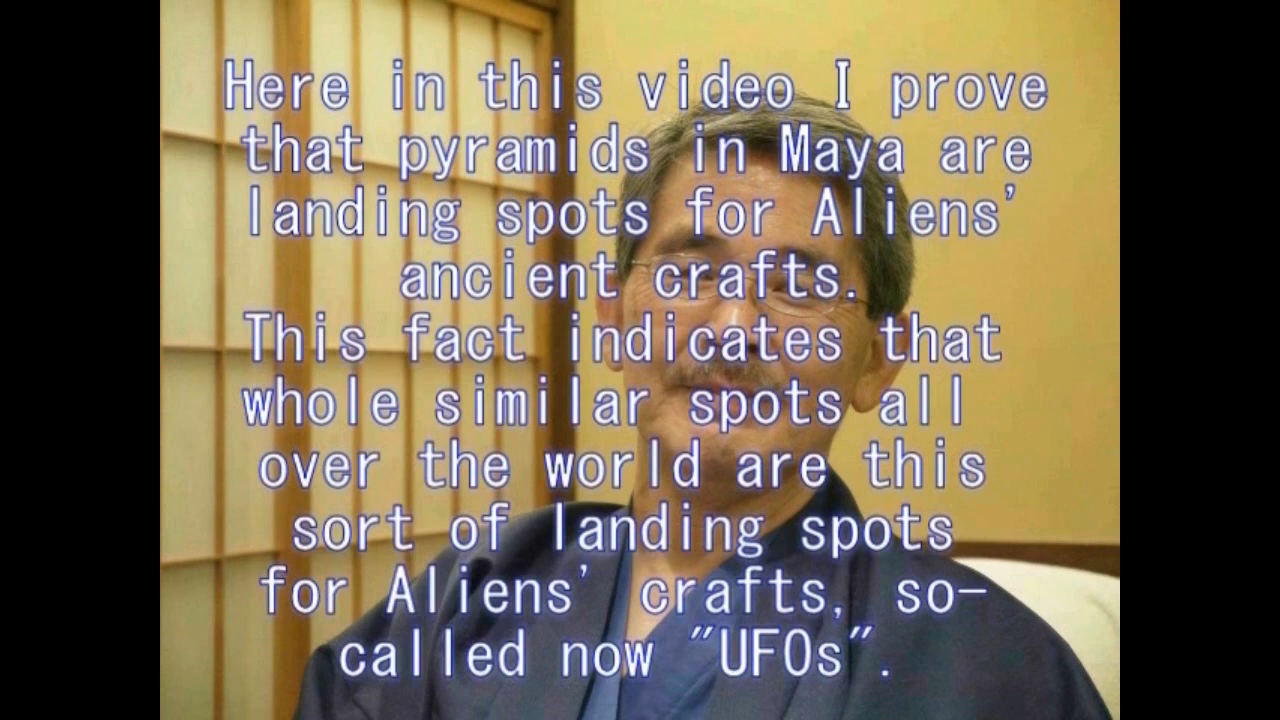 Here in this video I prove
that pyramids in Maya are
landing spots for Aliens'
ancient crafts.
This fact indicates that
whole similar spots all
over the world are this
sort of landing spots
for Aliens' crafts, so-
called now "UFOs".